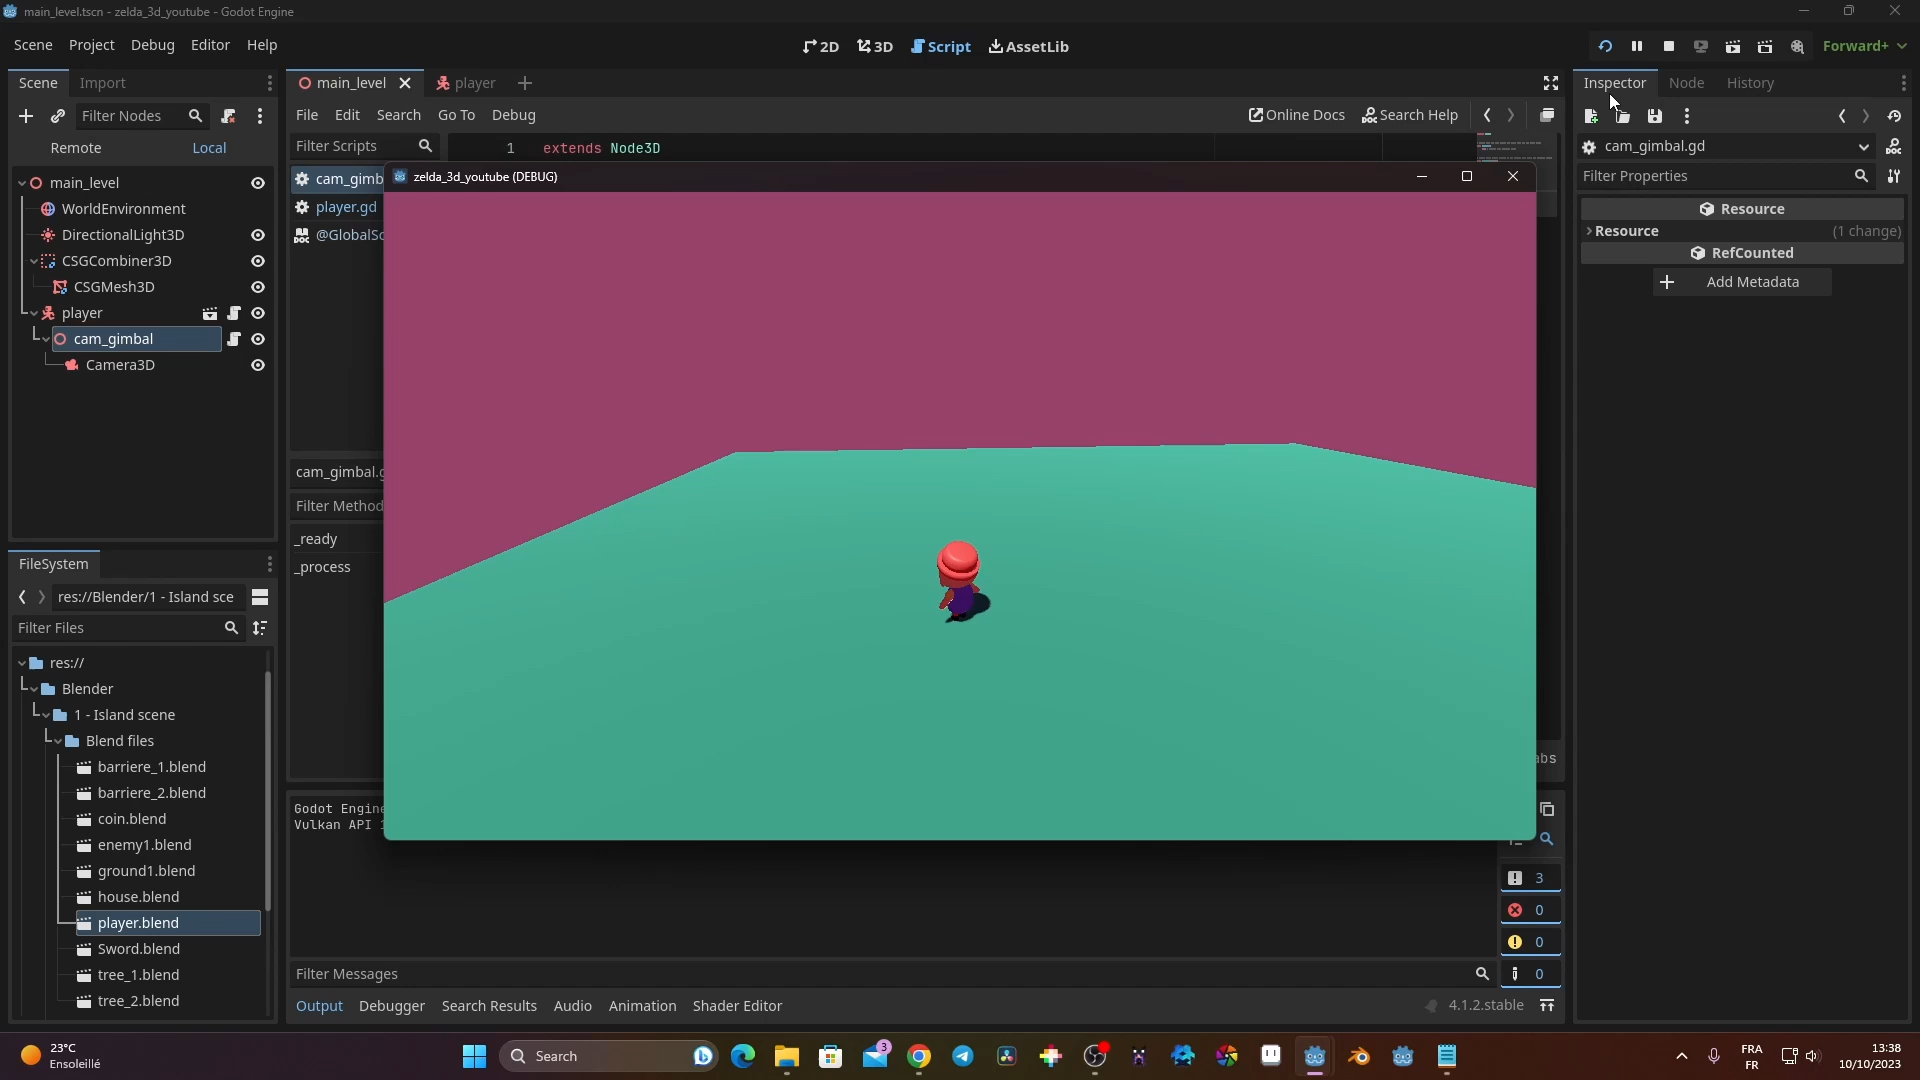 main_level.tscn - zelda_3d_youtube - Godot Engine
Scene Project Debug Editor Help
2D 3D Script AssetLib
Forward+
Scene Import
main_level player
Inspector Node History
Filter Nodes
File Edit Search Go To Debug
Online Docs Search Help
Remote Local
Filter Scripts
1 extends Node3D
cam_gimbal.gd
Filter Properties
main_level
WorldEnvironment
DirectionalLight3D
CSGCombiner3D
CSGMesh3D
player
cam_gimbal
Camera3D
cam_gimb
player.gd
@GlobalSc
zelda_3d_youtube (DEBUG)
Resource
Resource (1 change)
RefCounted
Add Metadata
cam_gimbal.g
Filter Method
_ready
_process
FileSystem
res://Blender/1 - Island sce
Filter Files
res://
Blender
1 - Island scene
Blend files
barriere_1.blend
barriere_2.blend
coin.blend
enemy1.blend
ground1.blend
house.blend
player.blend
Sword.blend
tree_1.blend
tree_2.blend
abs
Godot Engine
Vulkan API
3
0
0
0
Filter Messages
Output Debugger Search Results Audio Animation Shader Editor
4.1.2.stable
23°C
Ensoleillé
Search
3
FRA
FR
13:38
10/10/2023